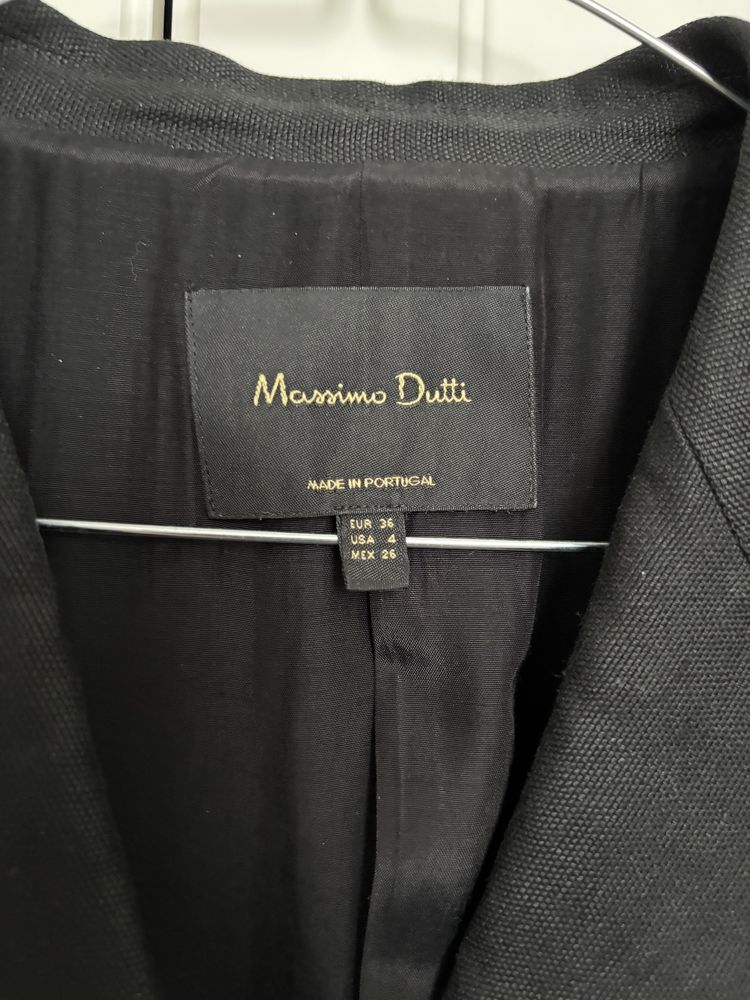 Massimo Dutti
MADE IN PORTUGAL
EUR 36
USA 4
MEX 26